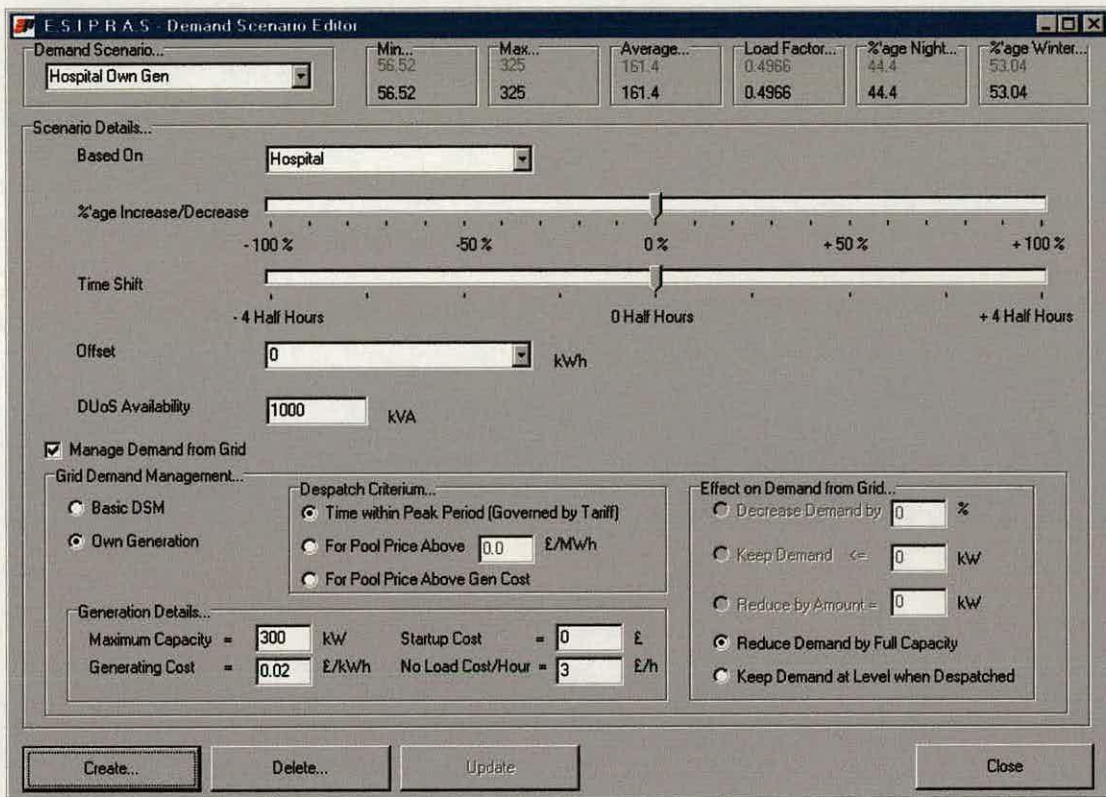 E.S.I.P.R.A.S - Demand Scenario Editor
Demand Scenario... Min... Max... Average... Load Factor... %'age Night... %'age Winter...
Hospital Own Gen 56.52 325 161.4 0.4966 44.4 53.04
56.52 325 161.4 0.4966 44.4 53.04
Scenario Details...
Based On Hospital
%'age Increase/Decrease
- 100 % -50 % 0 % + 50 % + 100 %
Time Shift
- 4 Half Hours 0 Half Hours + 4 Half Hours
Offset 0 kWh
DUoS Availability 1000 kVA
Manage Demand from Grid
Grid Demand Management...
Basic DSM
Own Generation
Despatch Criterium...
Time within Peak Period (Governed by Tariff)
For Pool Price Above 0.0 £/MWh
For Pool Price Above Gen Cost
Effect on Demand from Grid...
Decrease Demand by 0 %
Keep Demand <= 0 kW
Reduce by Amount = 0 kW
Reduce Demand by Full Capacity
Keep Demand at Level when Despatched
Generation Details...
Maximum Capacity = 300 kW Startup Cost = 0 £
Generating Cost = 0.02 £/kWh No Load Cost/Hour = 3 £/h
Create... Delete... Update Close